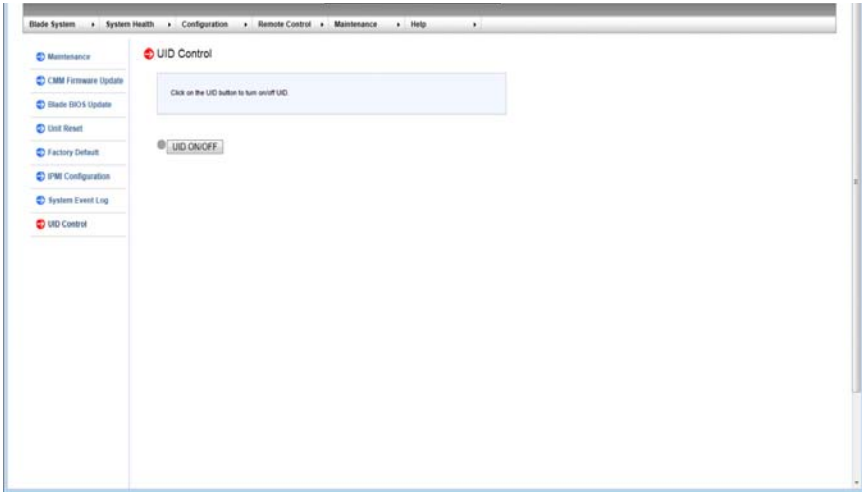 Blade System System Health Configuration Remote Control Maintenance Help
Maintenance
CMM Firmware Update
Blade BIOS Update
Unit Reset
Factory Default
IPMI Configuration
System Event Log
UID Control
UID Control
Click on the UID button to turn on/off UID.
UID ON/OFF